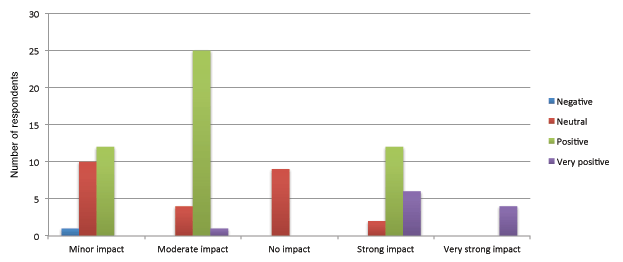 30
25
20
15
10
5
0
Number of respondents
Minor impact
Moderate impact
No impact
Strong impact
Very strong impact
Negative
Neutral
Positive
Very positive